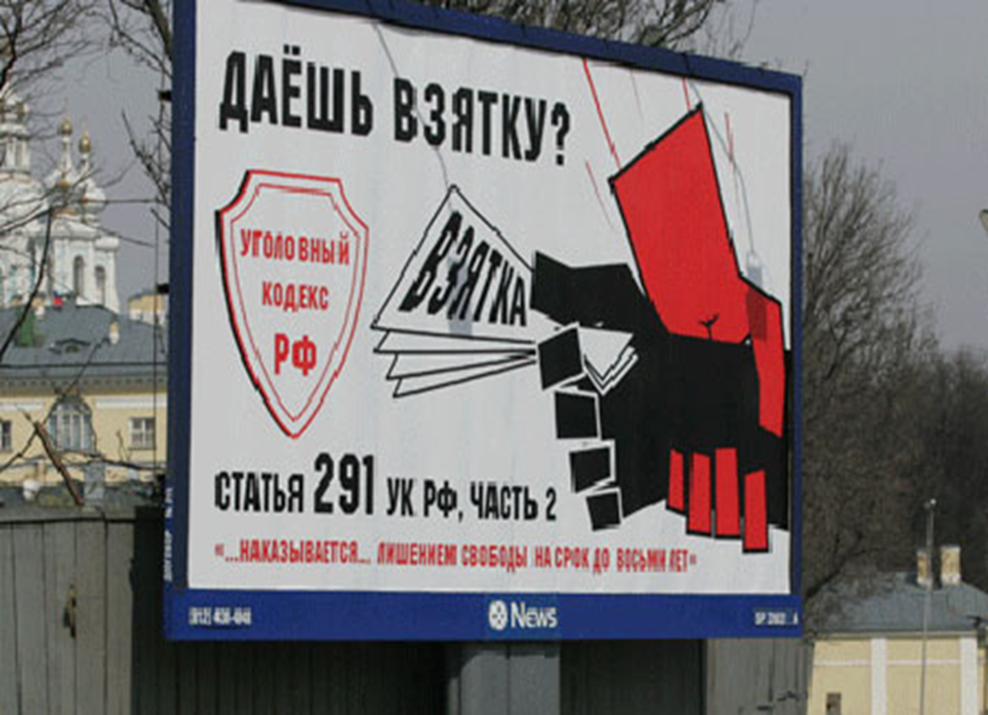 ДАЁШЬ ВЗЯТКУ?
УГОЛОВНЫЙ
КОДЕКС
РФ
ВЗЯТКА
СТАТЬЯ 291 УК РФ, ЧАСТЬ 2
"...НАКАЗЫВАЕТСЯ... ЛИШЕНИЕМ СВОБОДЫ НА СРОК ДО ВОСЬМИ ЛЕТ"
News